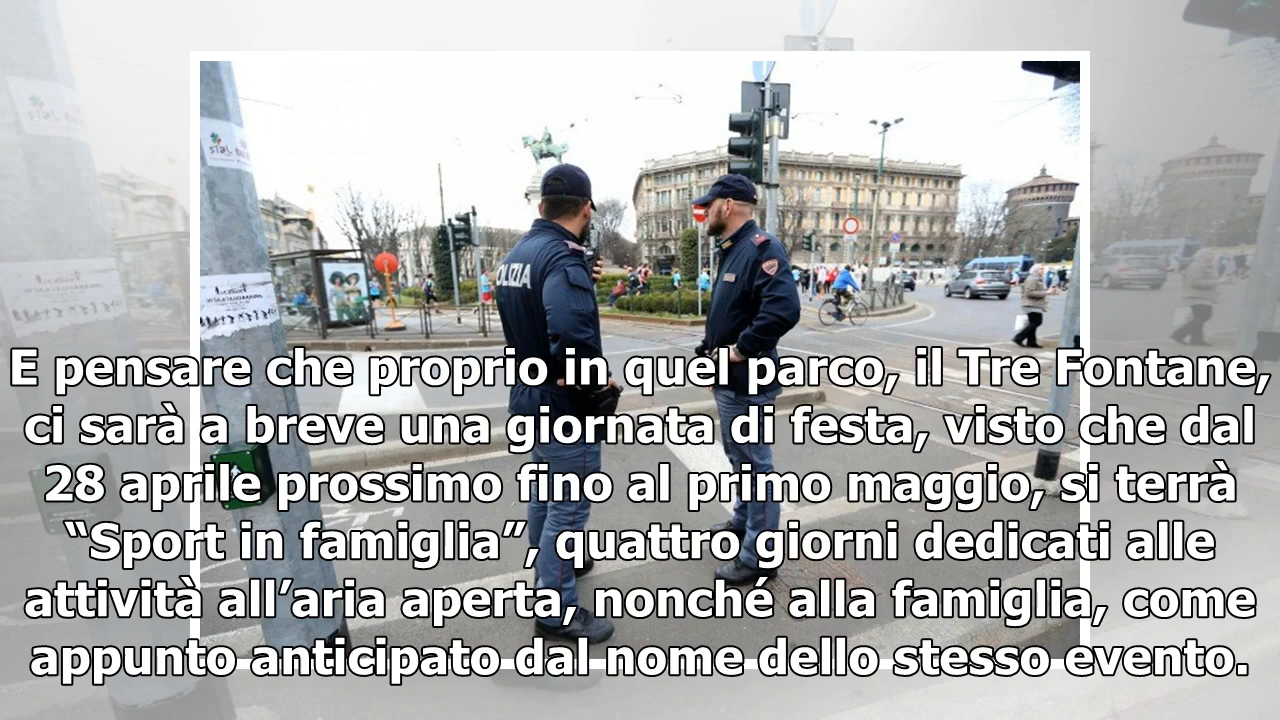 POLIZIA
E pensare che proprio in quel parco, il Tre Fontane,
ci sarà a breve una giornata di festa, visto che dal
28 aprile prossimo fino al primo maggio, si terrà
“Sport in famiglia”, quattro giorni dedicati alle
attività all’aria aperta, nonché alla famiglia, come
appunto anticipato dal nome dello stesso evento.